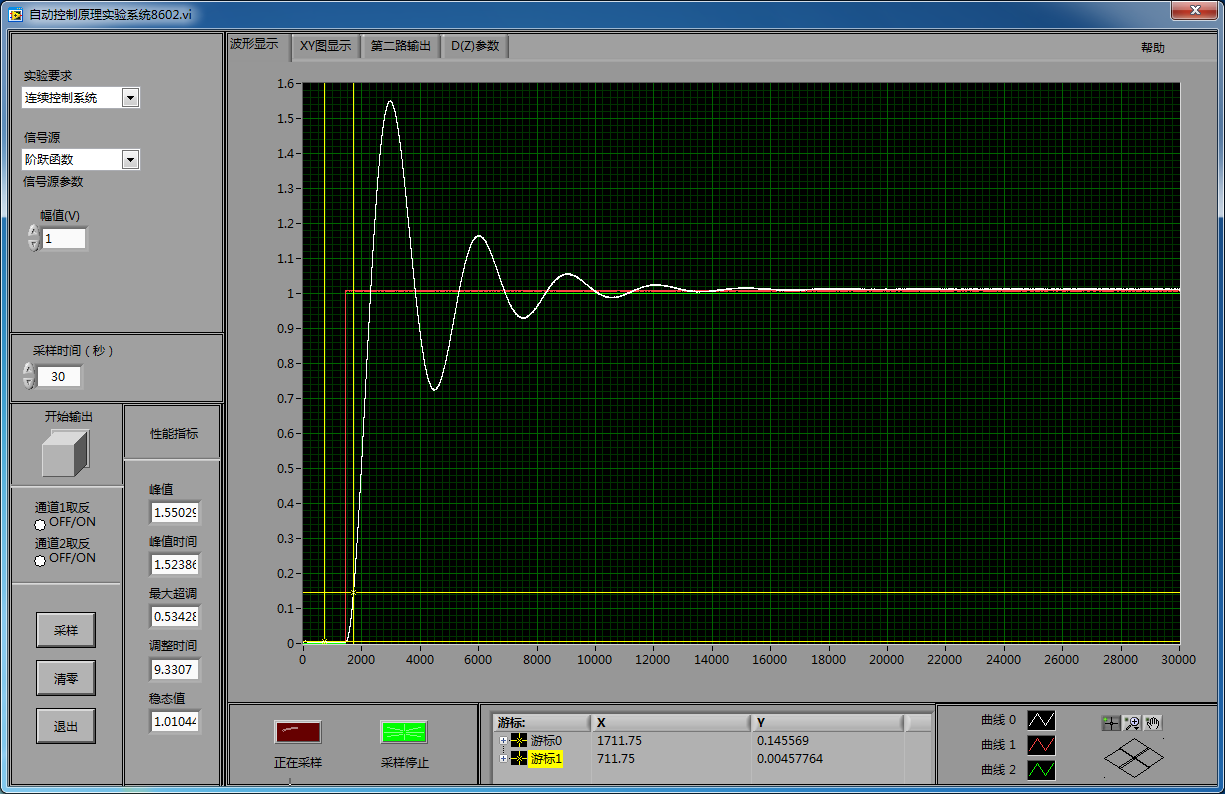 自动控制原理实验系统8602.vi
波形显示 XY图显示 第二路输出 D(Z)参数 帮助
实验要求
连续控制系统
信号源
阶跃函数
信号源参数
幅值(V)
1
采样时间（秒）
30
开始输出
通道1取反
OFF/ON
通道2取反
OFF/ON
采样
清零
退出
性能指标
峰值
1.55029
峰值时间
1.52386
最大超调
0.53428
调整时间
9.3307
稳态值
1.01044
1.6
1.5
1.4
1.3
1.2
1.1
1
0.9
0.8
0.7
0.6
0.5
0.4
0.3
0.2
0.1
0
0 2000 4000 6000 8000 10000 12000 14000 16000 18000 20000 22000 24000 26000 28000 30000
正在采样 采样停止
游标: X Y
游标0 1711.75 0.145569
游标1 711.75 0.00457764
曲线 0
曲线 1
曲线 2